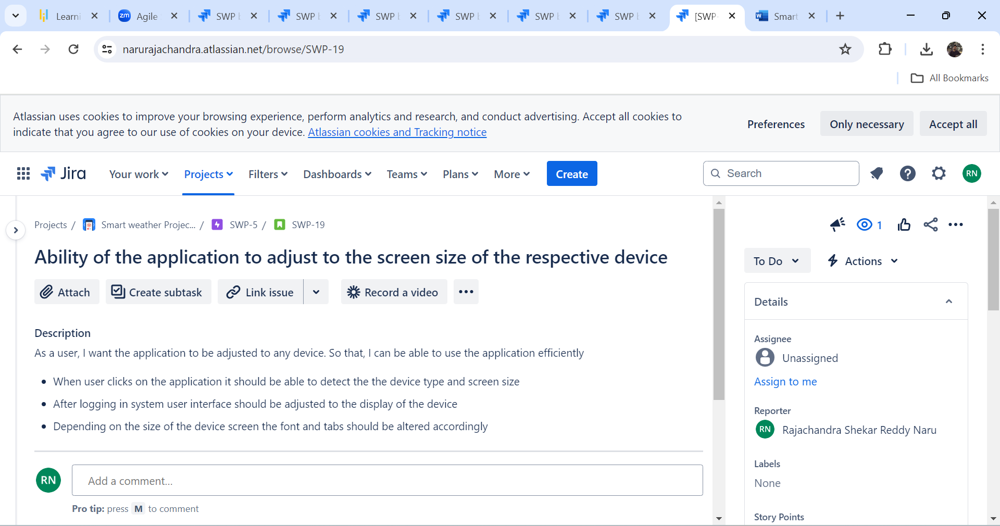 Learni
zm
Agile
SWP b
SWP b
SWP b
SWP b
SWP b
SWP b
[SWP-
W
Smart
narurajachandra.atlassian.net/browse/SWP-19
All Bookmarks
Atlassian uses cookies to improve your browsing experience, perform analytics and research, and conduct advertising. Accept all cookies to
indicate that you agree to our use of cookies on your device. Atlassian cookies and Tracking notice
Preferences
Only necessary
Accept all
Jira
Your work
Projects
Filters
Dashboards
Teams
Plans
More
Create
Search
RN
Projects / Smart weather Projec... / SWP-5 / SWP-19
1
Ability of the application to adjust to the screen size of the respective device
To Do
Actions
Attach
Create subtask
Link issue
Record a video
Description
As a user, I want the application to be adjusted to any device. So that, I can be able to use the application efficiently
When user clicks on the application it should be able to detect the the device type and screen size
After logging in system user interface should be adjusted to the display of the device
Depending on the size of the device screen the font and tabs should be altered accordingly
RN
Add a comment...
Pro tip: press M to comment
Details
Assignee
Unassigned
Assign to me
Reporter
RN Rajachandra Shekar Reddy Naru
Labels
None
Story Points